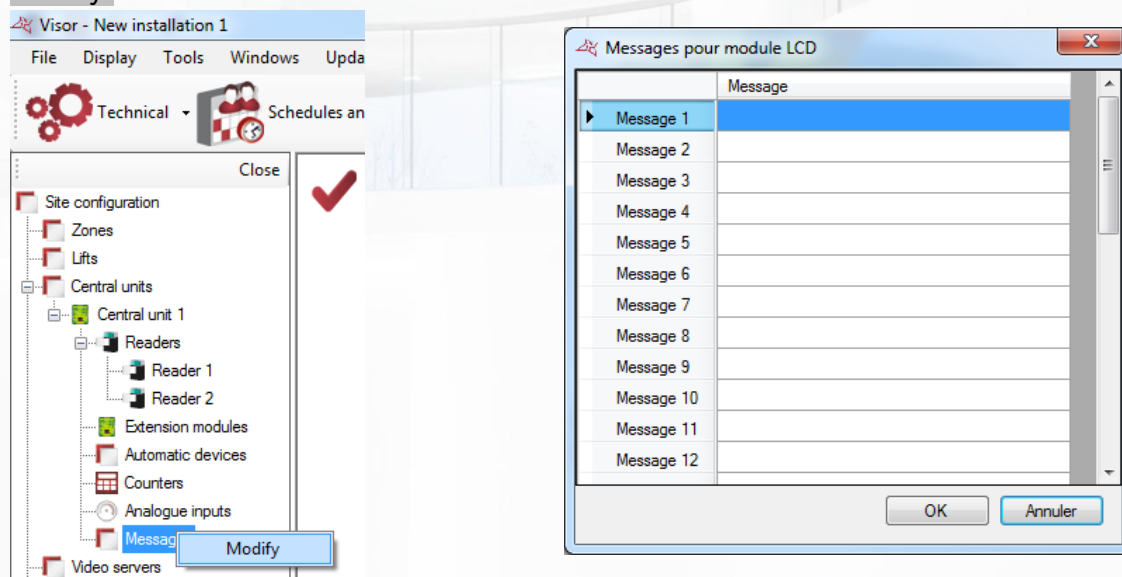 Visor - New installation 1
File Display Tools Windows Upda
Technical Schedules an
Close
Site configuration
Zones
Lifts
Central units
Central unit 1
Readers
Reader 1
Reader 2
Extension modules
Automatic devices
Counters
Analogue inputs
Messag
Modify
Video servers
Messages pour module LCD
Message
Message 1
Message 2
Message 3
Message 4
Message 5
Message 6
Message 7
Message 8
Message 9
Message 10
Message 11
Message 12
OK Annuler